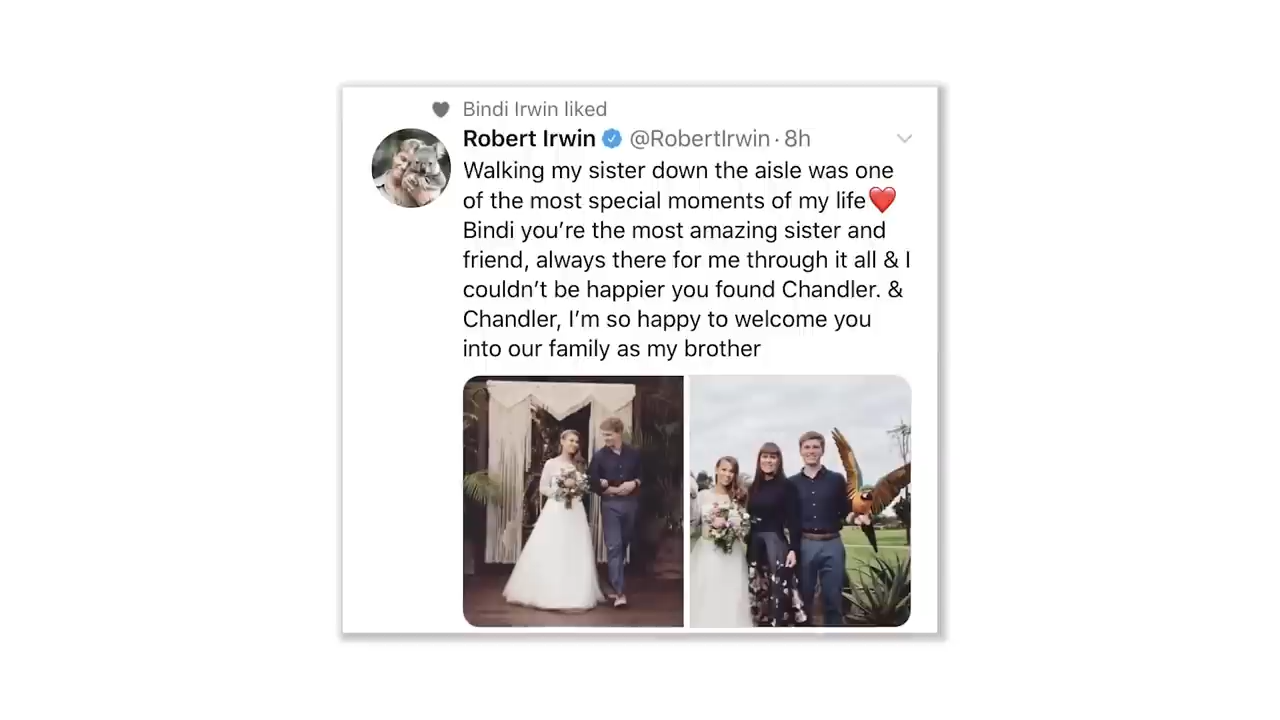 Bindi Irwin liked
Robert Irwin @RobertIrwin · 8h
Walking my sister down the aisle was one
of the most special moments of my life❤️
Bindi you’re the most amazing sister and
friend, always there for me through it all & I
couldn’t be happier you found Chandler. &
Chandler, I’m so happy to welcome you
into our family as my brother